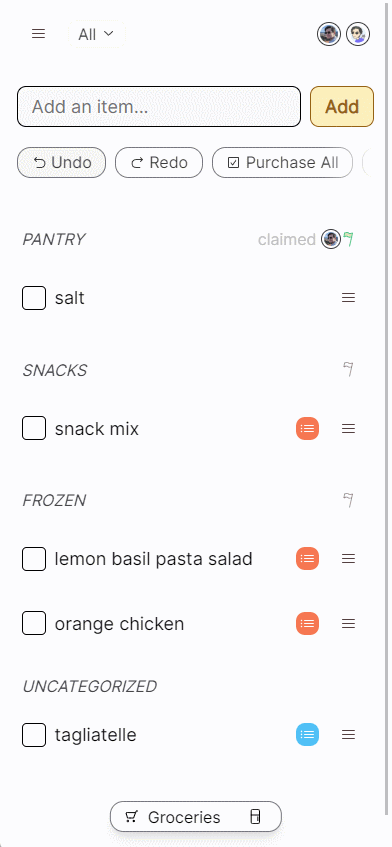 All
Add an item...
Add
Undo
Redo
Purchase All
PANTRY
claimed
salt
SNACKS
snack mix
FROZEN
lemon basil pasta salad
orange chicken
UNCATEGORIZED
tagliatelle
Groceries